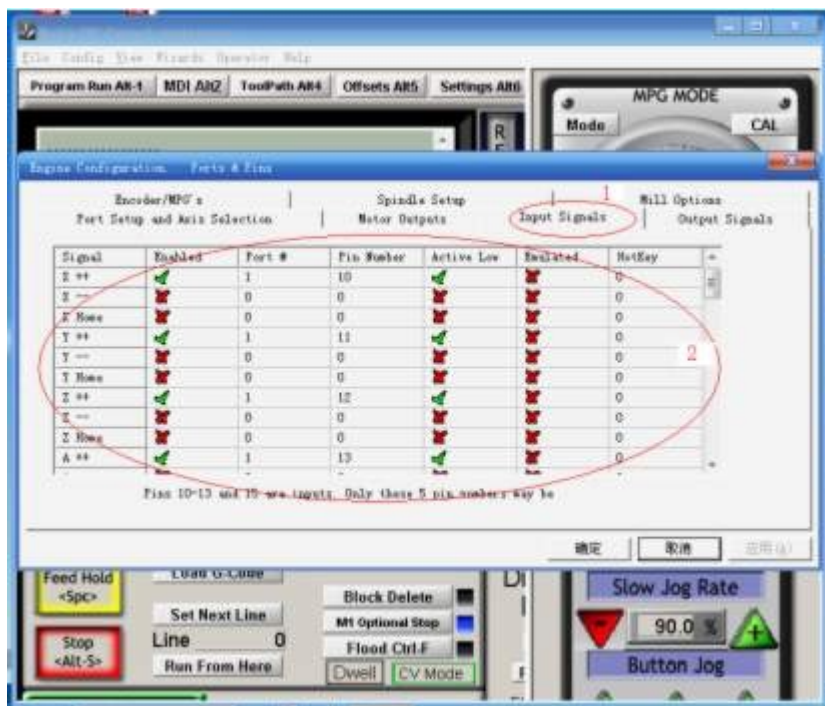 File Config View Wizards Operator Help
Program Run Alt-1 MDI Alt2 ToolPath Alt4 Offsets Alt5 Settings Alt6
MPG MODE
Mode CAL
R
Engine Configuration... Ports & Pins
Encoder/MPG's Spindle Setup 1 Mill Options
Port Setup and Axis Selection Motor Outputs Input Signals Output Signals
Signal Enabled Port # Pin Number Active Low Emulated HotKey
X ++ 1 10 0
X -- 0 0 0
X Home 0 0 0
Y ++ 1 11 0
Y -- 0 0 0 2
Y Home 0 0 0
Z ++ 1 12 0
Z -- 0 0 0
Z Home 0 0 0
A ++ 1 13 0
Pins 10-13 and 15 are inputs. Only these 5 pin numbers may be
确定 取消 应用(A)
Feed Hold
<Spc>
Load G-Code
Block Delete
Slow Jog Rate
Set Next Line
M1 Optional Stop
90.0 %
Stop
<Alt-S>
Line 0
Flood Ctrl-F
Run From Here
Dwell CV Mode
Button Jog